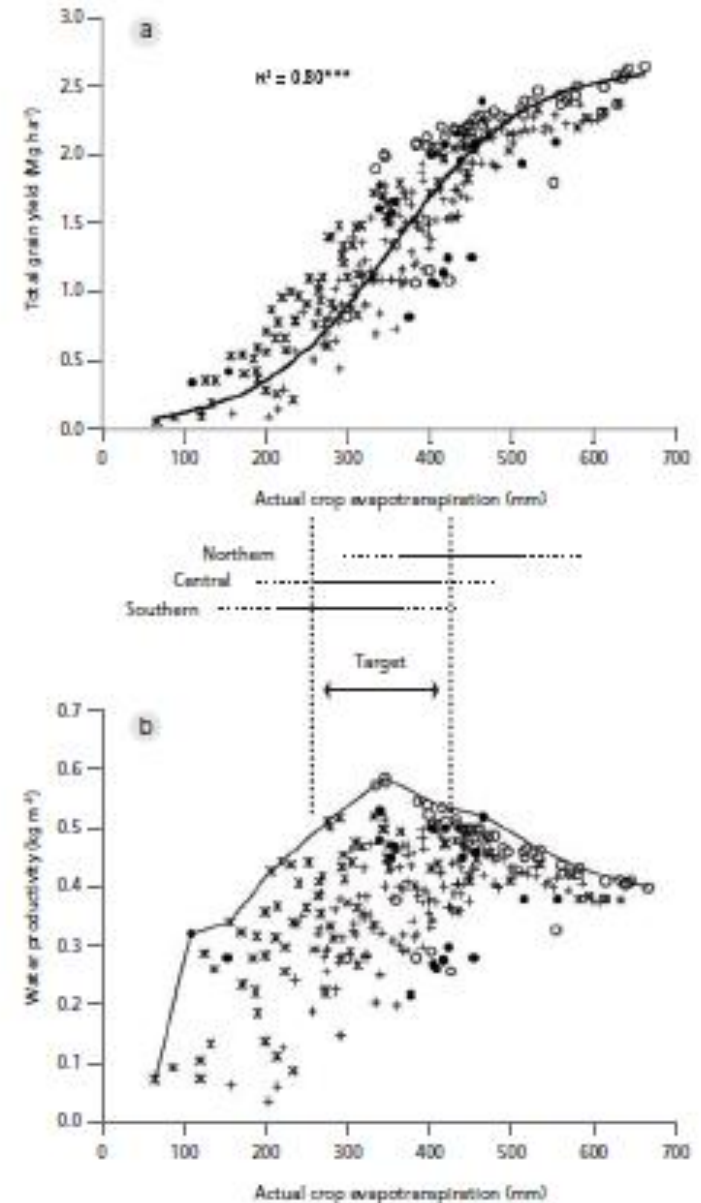 a
3.0
2.5
2.0
1.5
1.0
0.5
0.0
R² = 0.80***
Total grain yield (Mg ha⁻¹)
0 100 200 300 400 500 600 700
Actual crop evapotranspiration (mm)
Northern
Central
Southern
Target
b
0.7
0.6
0.5
0.4
0.3
0.2
0.1
0.0
Water productivity (kg m⁻³)
0 100 200 300 400 500 600 700
Actual crop evapotranspiration (mm)